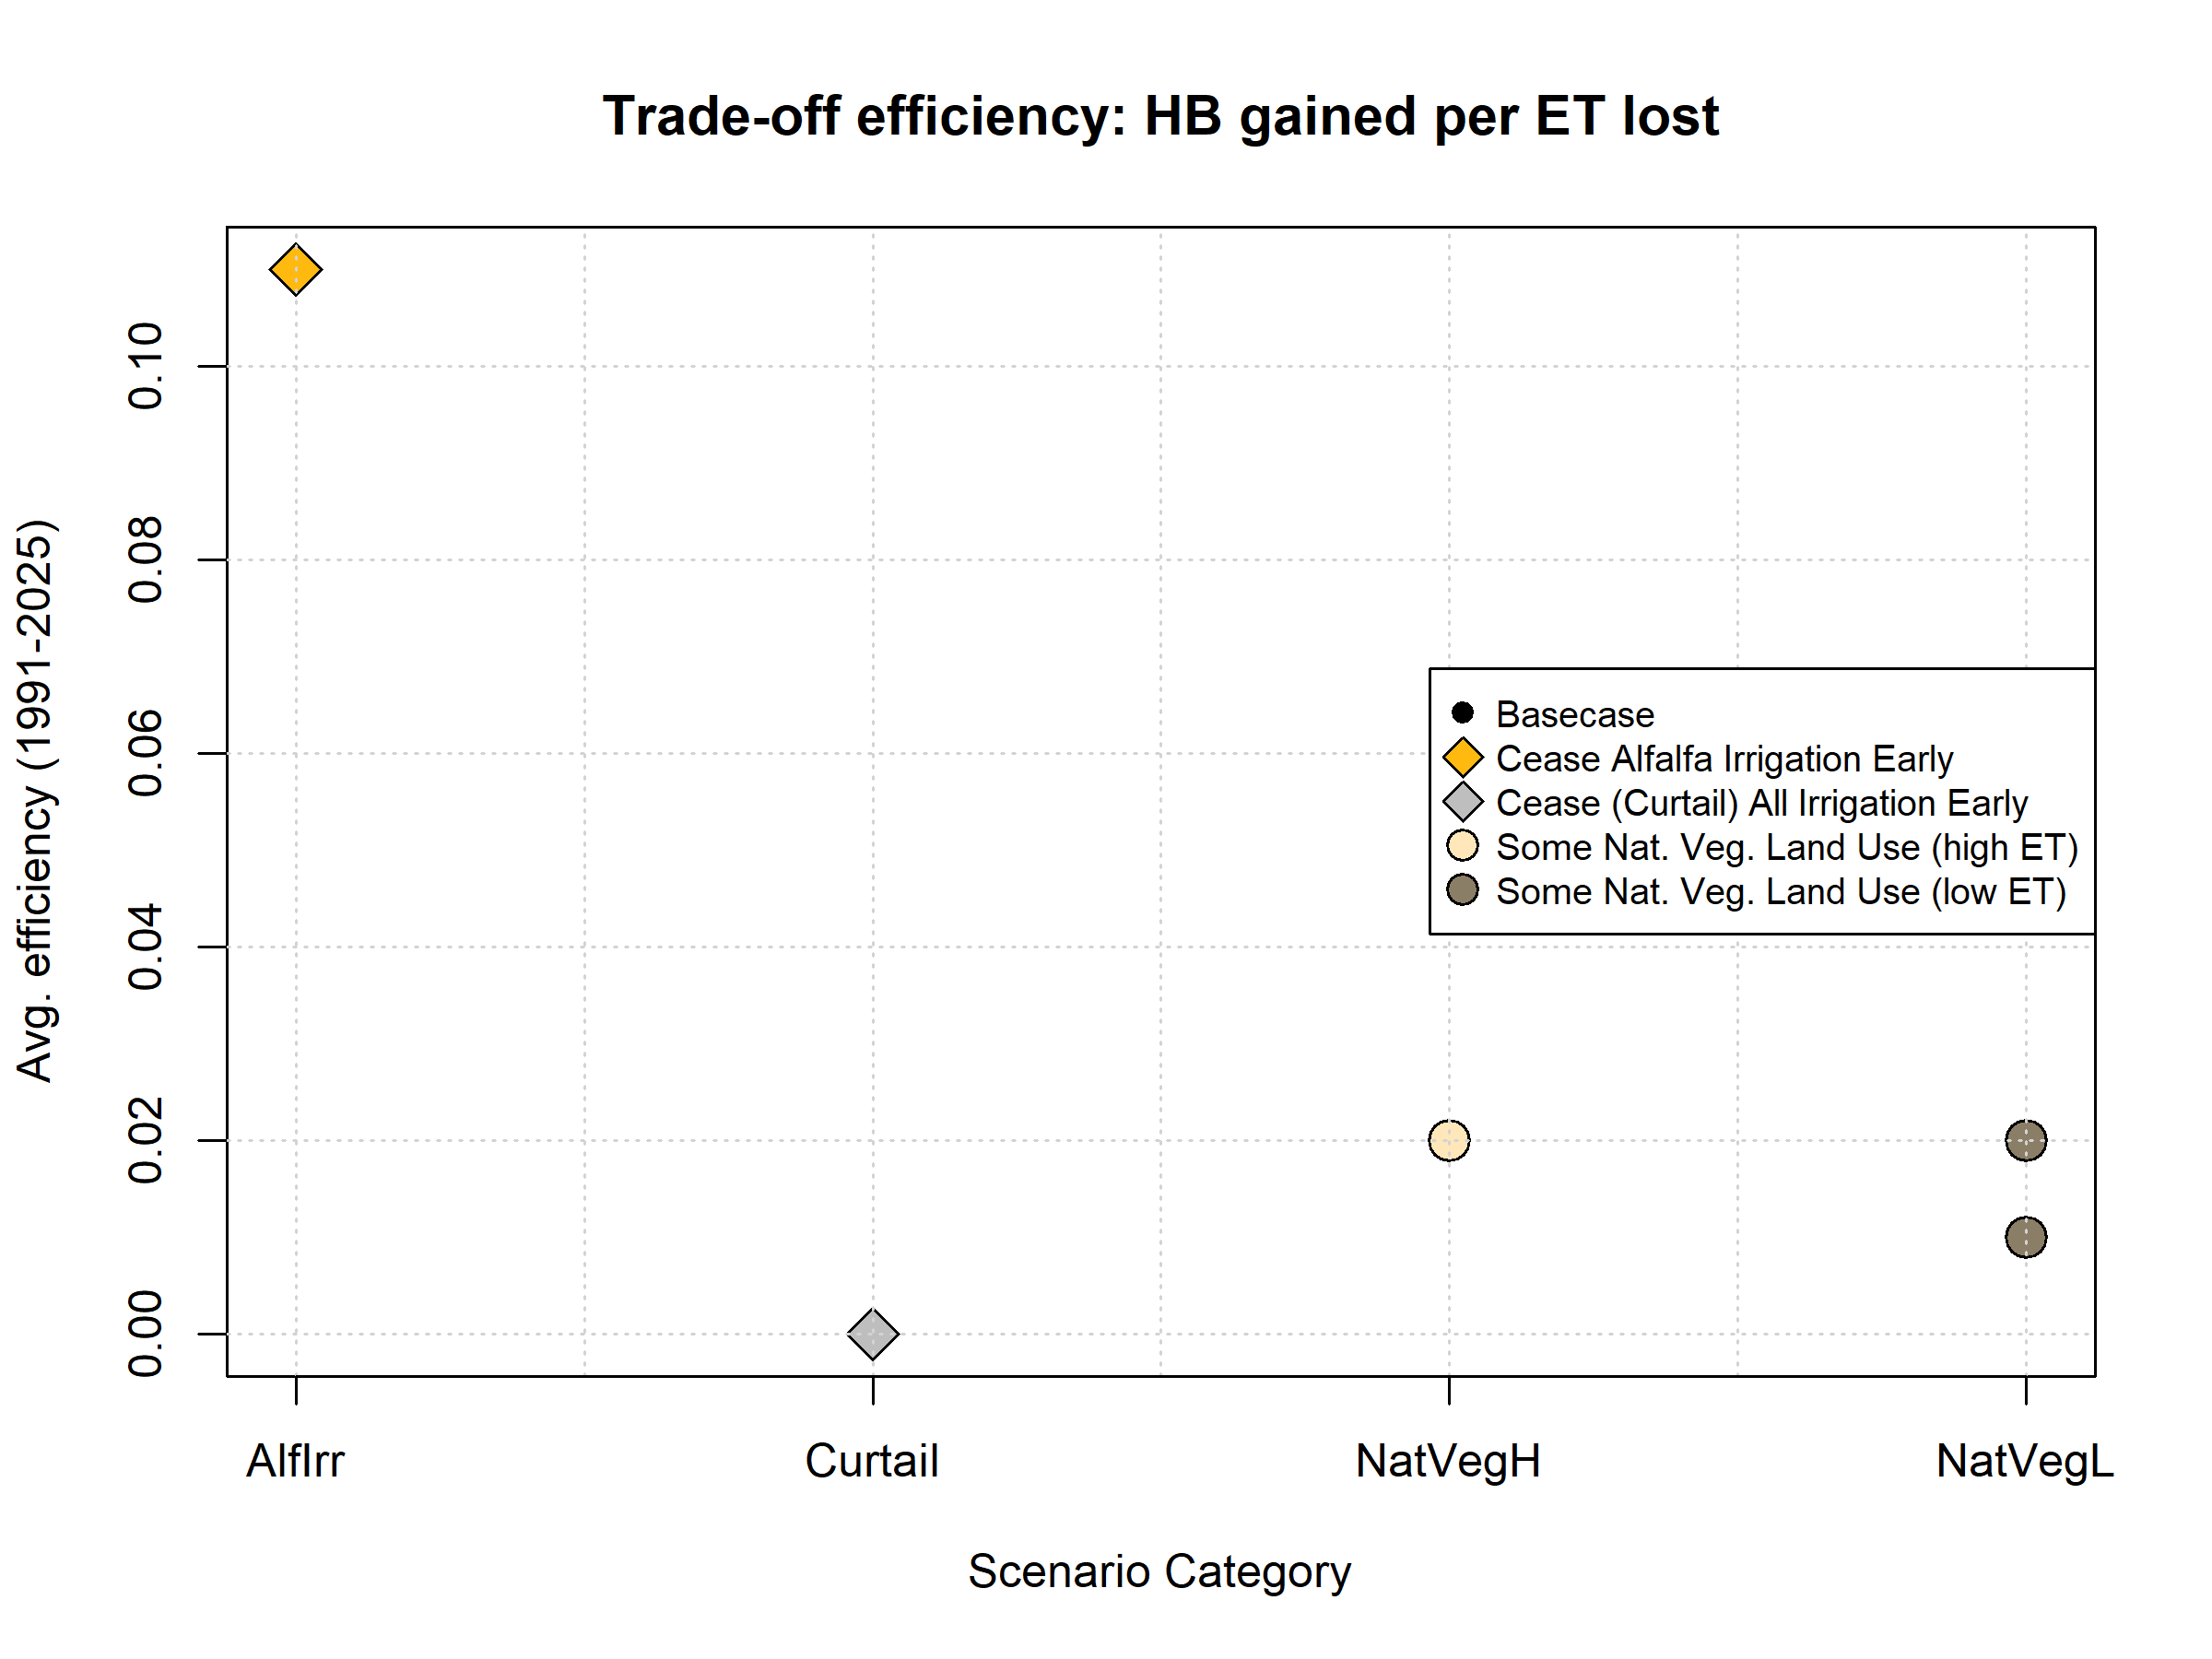 Trade-off efficiency: HB gained per ET lost
Avg. efficiency (1991-2025)
0.10
0.08
0.06
0.04
0.02
0.00
Basecase
Cease Alfalfa Irrigation Early
Cease (Curtail) All Irrigation Early
Some Nat. Veg. Land Use (high ET)
Some Nat. Veg. Land Use (low ET)
AlfIrr
Curtail
NatVegH
NatVegL
Scenario Category